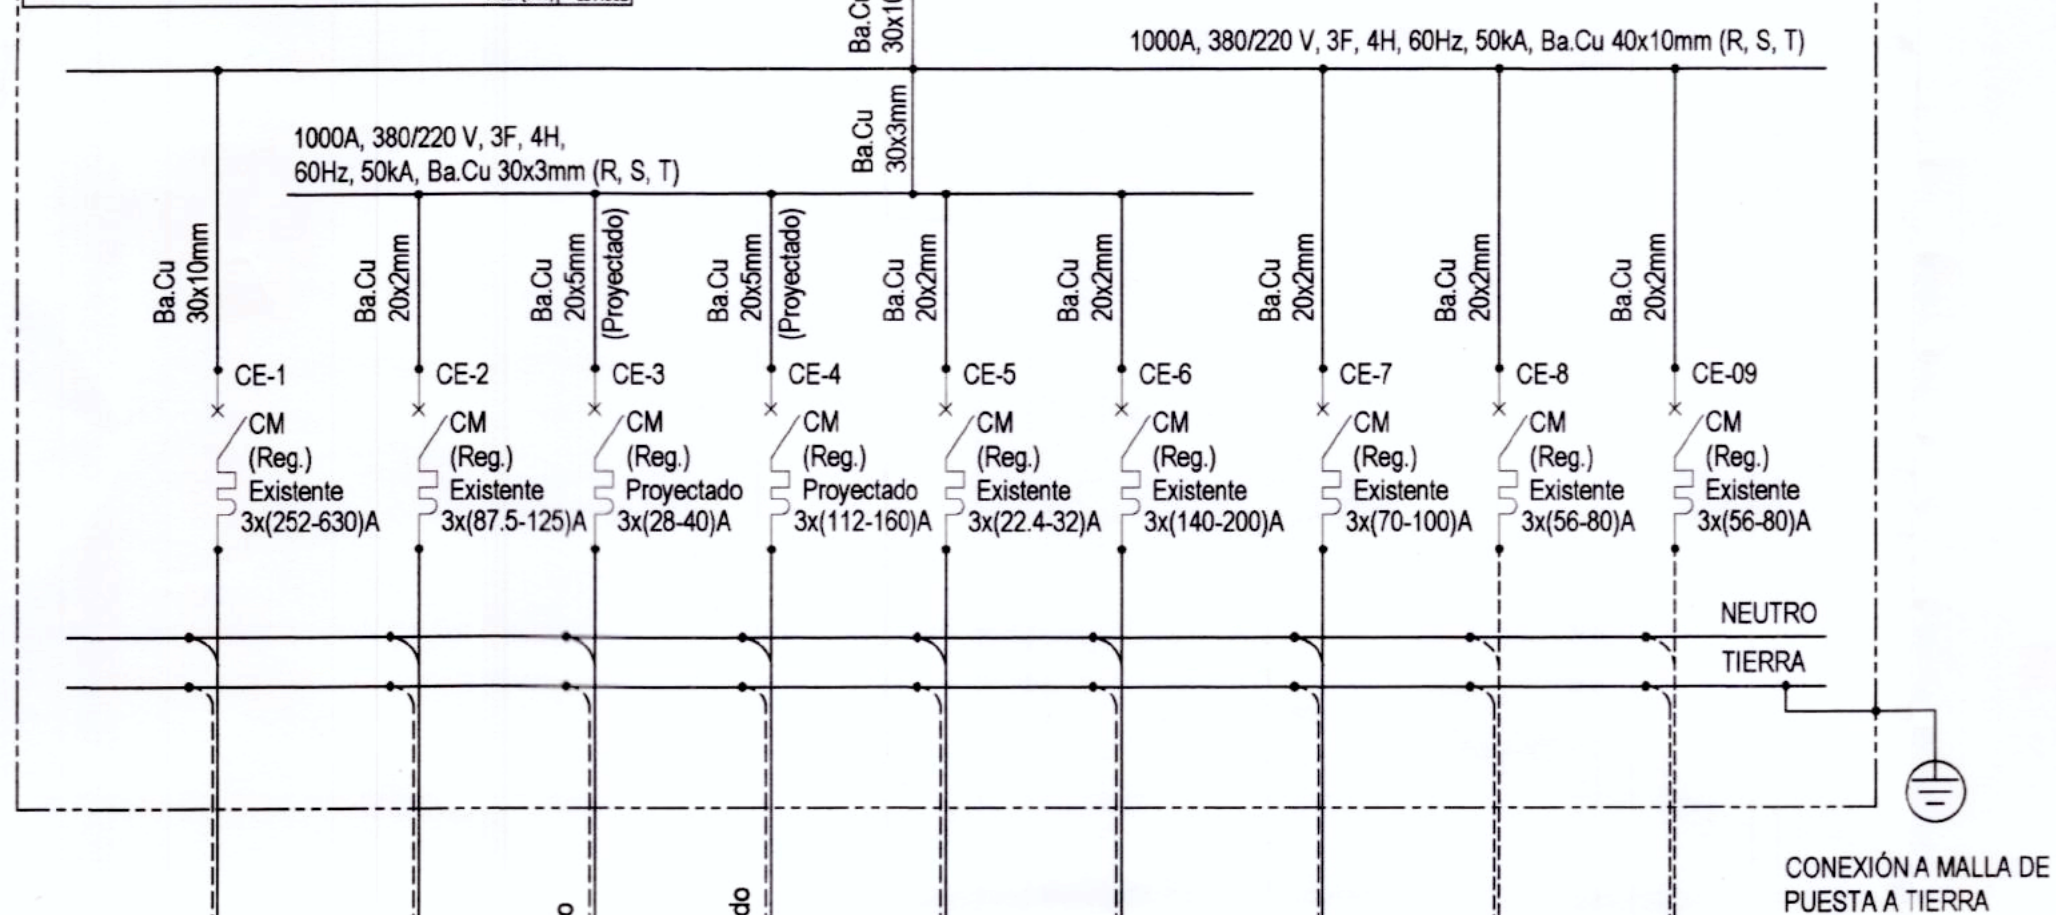 Ba.Cu
1000A, 380/220 V, 3F, 4H, 60Hz, 50kA, Ba.Cu 40x10mm (R, S, T)
Ba.Cu
30x3mm
1000A, 380/220 V, 3F, 4H,
60Hz, 50kA, Ba.Cu 30x3mm (R, S, T)
Ba.Cu
30x10mm
Ba.Cu
20x2mm
Ba.Cu
20x5mm
(Proyectado)
Ba.Cu
20x5mm
(Proyectado)
Ba.Cu
20x2mm
Ba.Cu
20x2mm
Ba.Cu
20x2mm
Ba.Cu
20x2mm
Ba.Cu
20x2mm
CE-1
CM
(Reg.)
Existente
3x(252-630)A
CE-2
CM
(Reg.)
Existente
3x(87.5-125)A
CE-3
CM
(Reg.)
Proyectado
3x(28-40)A
CE-4
CM
(Reg.)
Proyectado
3x(112-160)A
CE-5
CM
(Reg.)
Existente
3x(22.4-32)A
CE-6
CM
(Reg.)
Existente
3x(140-200)A
CE-7
CM
(Reg.)
Existente
3x(70-100)A
CE-8
CM
(Reg.)
Existente
3x(56-80)A
CE-09
CM
(Reg.)
Existente
3x(56-80)A
NEUTRO
TIERRA
CONEXIÓN A MALLA DE
PUESTA A TIERRA